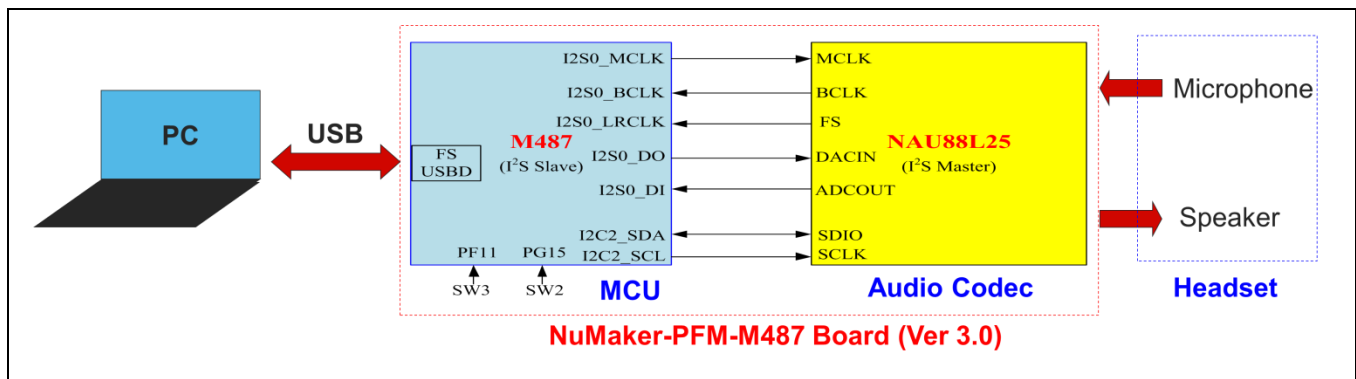 PC
USB
FS
USBD
M487
(I²S Slave)
I2S0_MCLK
I2S0_BCLK
I2S0_LRCLK
I2S0_DO
I2S0_DI
I2C2_SDA
I2C2_SCL
PF11
PG15
SW3
SW2
MCU
MCLK
BCLK
FS
NAU88L25
DACIN
(I²S Master)
ADCOUT
SDIO
SCLK
Audio Codec
Microphone
Speaker
Headset
NuMaker-PFM-M487 Board (Ver 3.0)